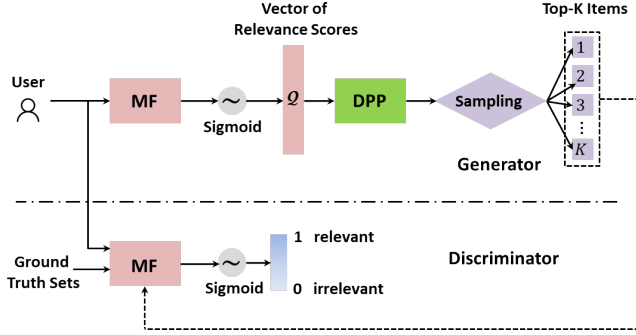 Vector of
Relevance Scores
Top-K Items
User
MF
~
Sigmoid
Q
DPP
Sampling
1
2
3
⋮
K
Generator
Ground
Truth Sets
MF
~
Sigmoid
1 relevant
0 irrelevant
Discriminator